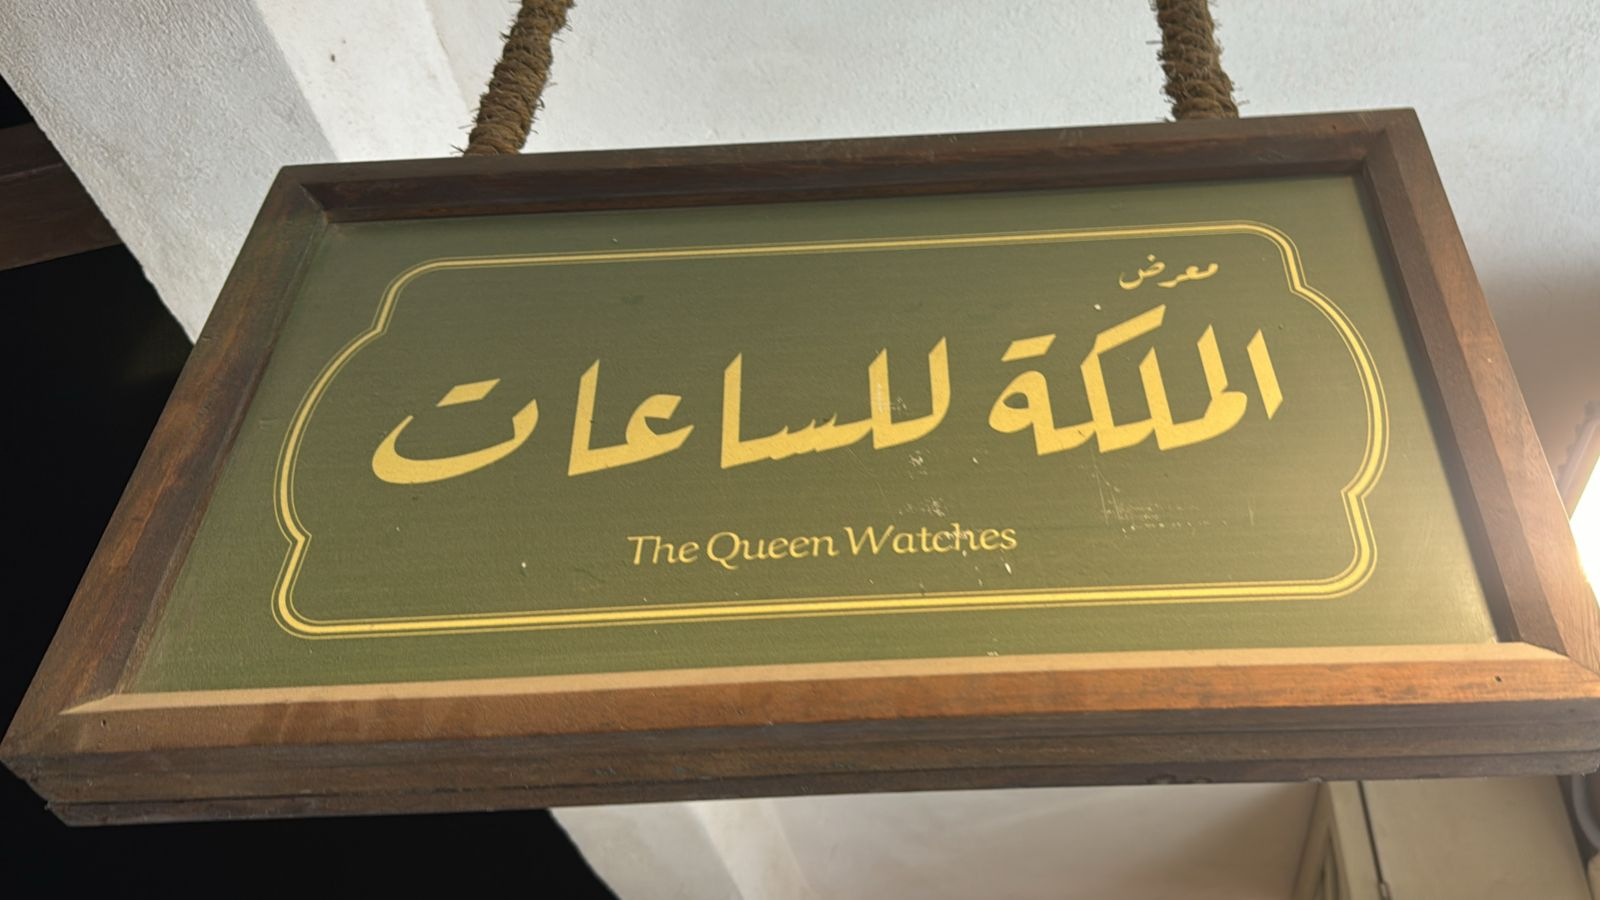 معرض
الملكة للساعات
The Queen Watches